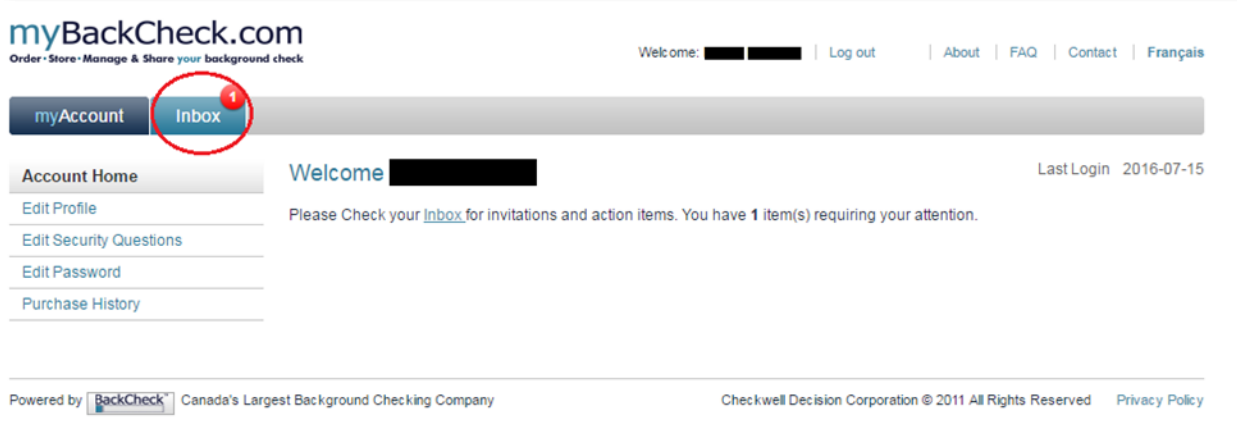 myBackCheck.com
Order · Store · Manage & Share your background check
Welcome: | Log out | About | FAQ | Contact | Français
myAccount Inbox 1
Account Home
Edit Profile
Edit Security Questions
Edit Password
Purchase History
Welcome
Last Login 2016-07-15
Please Check your Inbox for invitations and action items. You have 1 item(s) requiring your attention.
Powered by BackCheck Canada's Largest Background Checking Company
Checkwell Decision Corporation © 2011 All Rights Reserved Privacy Policy